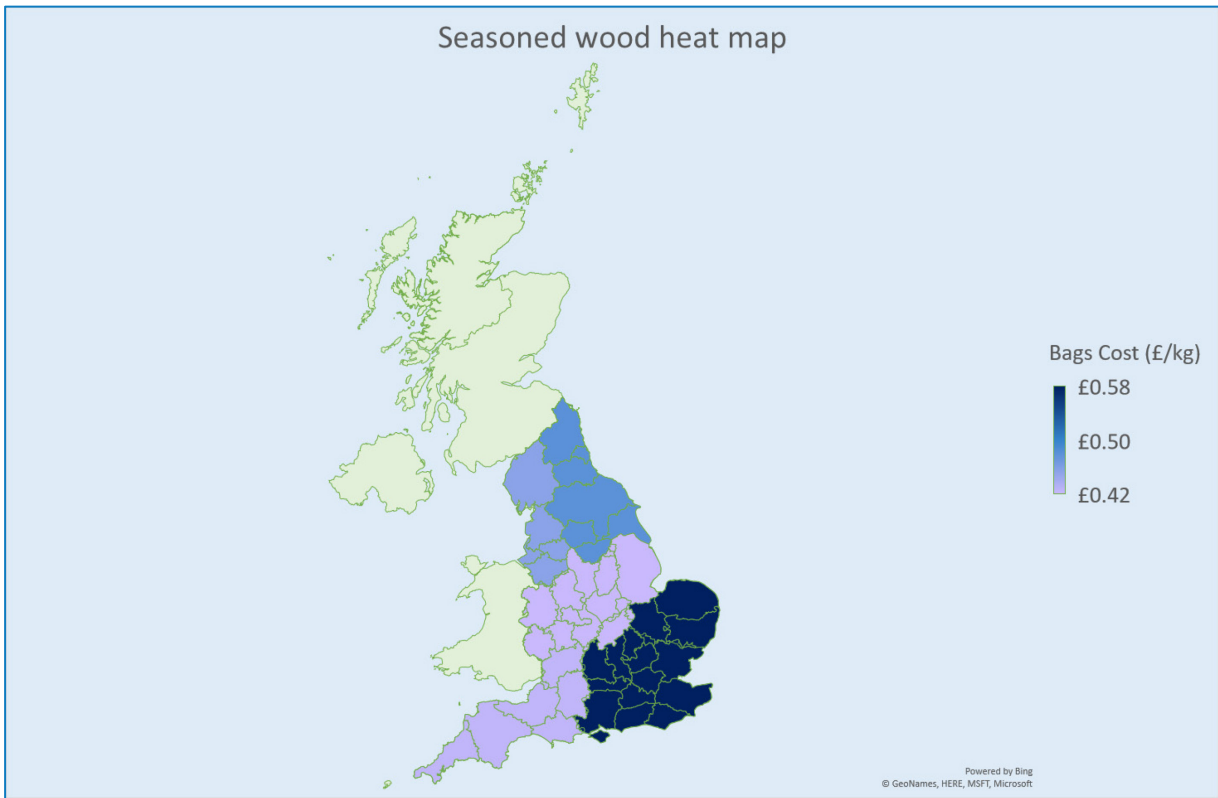 Seasoned wood heat map
Bags Cost (£/kg)
£0.58
£0.50
£0.42
Powered by Bing
© GeoNames, HERE, MSFT, Microsoft